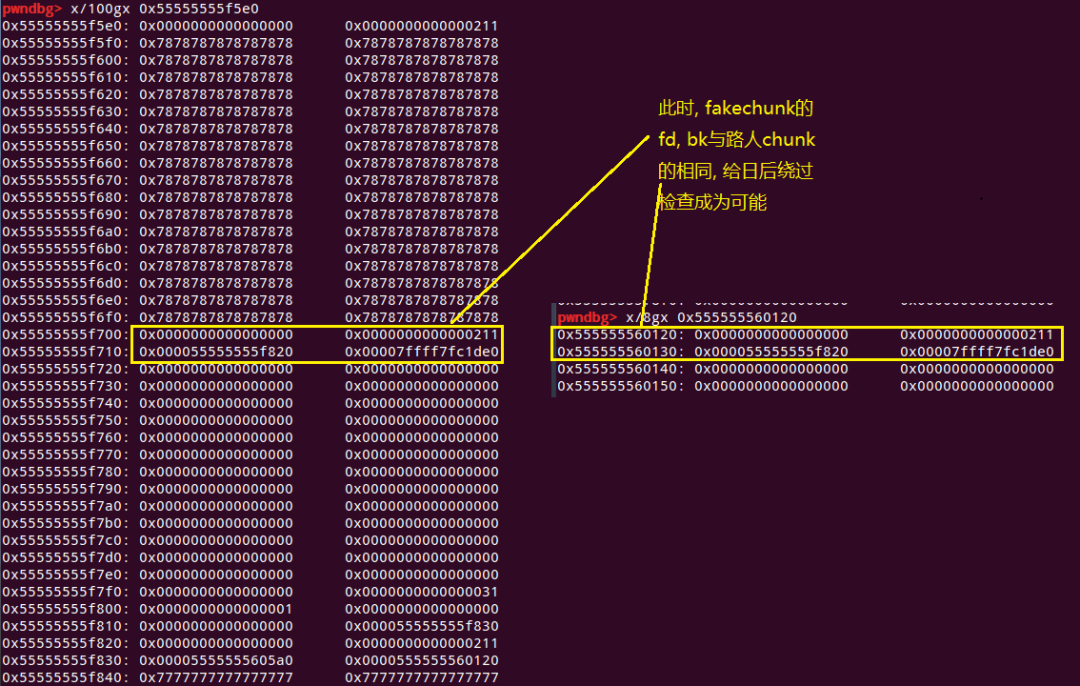 pwndbg> x/100gx 0x55555555f5e0
0x55555555f5e0: 0x0000000000000000 0x0000000000000211
0x55555555f5f0: 0x7878787878787878 0x7878787878787878
0x55555555f600: 0x7878787878787878 0x7878787878787878
0x55555555f610: 0x7878787878787878 0x7878787878787878
0x55555555f620: 0x7878787878787878 0x7878787878787878
0x55555555f630: 0x7878787878787878 0x7878787878787878
0x55555555f640: 0x7878787878787878 0x7878787878787878
0x55555555f650: 0x7878787878787878 0x7878787878787878
0x55555555f660: 0x7878787878787878 0x7878787878787878
0x55555555f670: 0x7878787878787878 0x7878787878787878
0x55555555f680: 0x7878787878787878 0x7878787878787878
0x55555555f690: 0x7878787878787878 0x7878787878787878
0x55555555f6a0: 0x7878787878787878 0x7878787878787878
0x55555555f6b0: 0x7878787878787878 0x7878787878787878
0x55555555f6c0: 0x7878787878787878 0x7878787878787878
0x55555555f6d0: 0x7878787878787878 0x7878787878787878
0x55555555f6e0: 0x7878787878787878 0x7878787878787878
0x55555555f6f0: 0x7878787878787878 0x7878787878787878
0x55555555f700: 0x0000000000000000 0x0000000000000211
0x55555555f710: 0x000055555555f820 0x00007ffff7fc1de0
0x55555555f720: 0x0000000000000000 0x0000000000000000
0x55555555f730: 0x0000000000000000 0x0000000000000000
0x55555555f740: 0x0000000000000000 0x0000000000000000
0x55555555f750: 0x0000000000000000 0x0000000000000000
0x55555555f760: 0x0000000000000000 0x0000000000000000
0x55555555f770: 0x0000000000000000 0x0000000000000000
0x55555555f780: 0x0000000000000000 0x0000000000000000
0x55555555f790: 0x0000000000000000 0x0000000000000000
0x55555555f7a0: 0x0000000000000000 0x0000000000000000
0x55555555f7b0: 0x0000000000000000 0x0000000000000000
0x55555555f7c0: 0x0000000000000000 0x0000000000000000
0x55555555f7d0: 0x0000000000000000 0x0000000000000000
0x55555555f7e0: 0x0000000000000000 0x0000000000000000
0x55555555f7f0: 0x0000000000000000 0x0000000000000031
0x55555555f800: 0x0000000000000001 0x0000000000000000
0x55555555f810: 0x0000000000000000 0x000055555555f830
0x55555555f820: 0x0000000000000000 0x0000000000000211
0x55555555f830: 0x00005555555605a0 0x0000555555560120
0x55555555f840: 0x7777777777777777 0x7777777777777777
此时, fakechunk的
fd, bk与路人chunk
的相同, 给日后绕过
检查成为可能
pwndbg> x/8gx 0x555555560120
0x555555560120: 0x0000000000000000 0x0000000000000211
0x555555560130: 0x000055555555f820 0x00007ffff7fc1de0
0x555555560140: 0x0000000000000000 0x0000000000000000
0x555555560150: 0x0000000000000000 0x0000000000000000